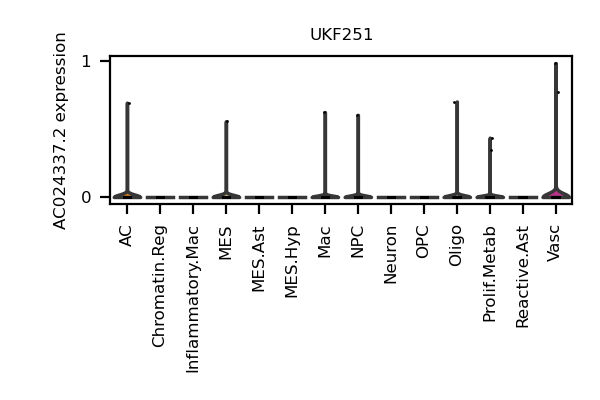 UKF251
AC024337.2 expression
1
0
AC
Chromatin.Reg
Inflammatory.Mac
MES
MES.Ast
MES.Hyp
Mac
NPC
Neuron
OPC
Oligo
Prolif.Metab
Reactive.Ast
Vasc